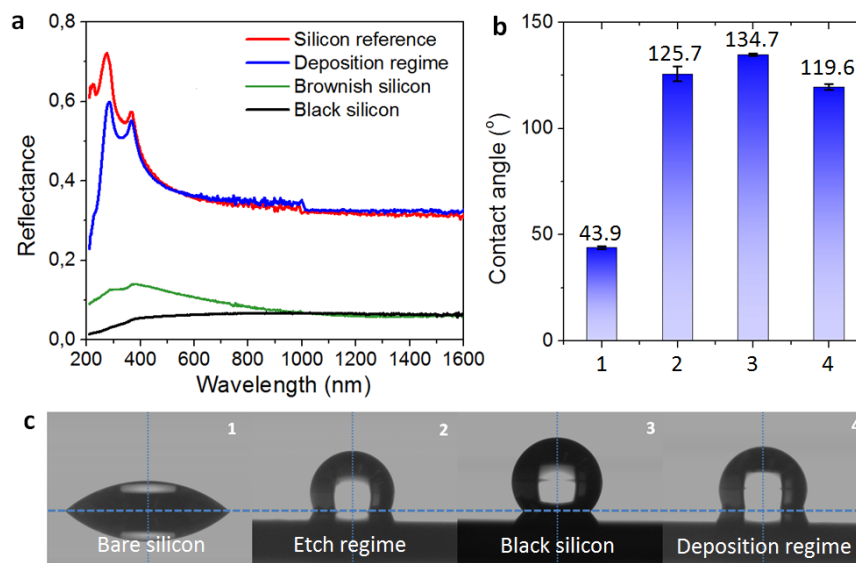 a
0,8
0,6
0,4
0,2
0,0
Reflectance
Silicon reference
Deposition regime
Brownish silicon
Black silicon
200 400 600 800 1000 1200 1400 1600
Wavelength (nm)
b
150
100
50
0
Contact angle (°)
43.9
125.7
134.7
119.6
1 2 3 4
c
1
Bare silicon
2
Etch regime
3
Black silicon
4
Deposition regime